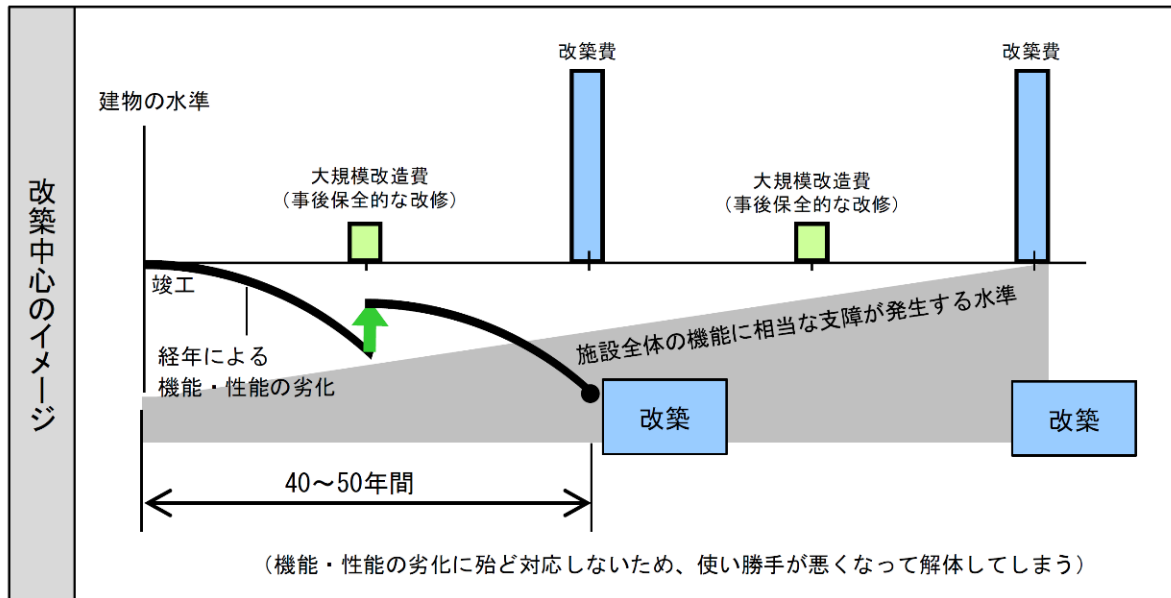 改築中心のイメージ
改築費
改築費
建物の水準
大規模改造費
（事後保全的な改修）
大規模改造費
（事後保全的な改修）
竣工
経年による
機能・性能の劣化
施設全体の機能に相当な支障が発生する水準
改築
改築
40～50年間
（機能・性能の劣化に殆ど対応しないため、使い勝手が悪くなって解体してしまう）